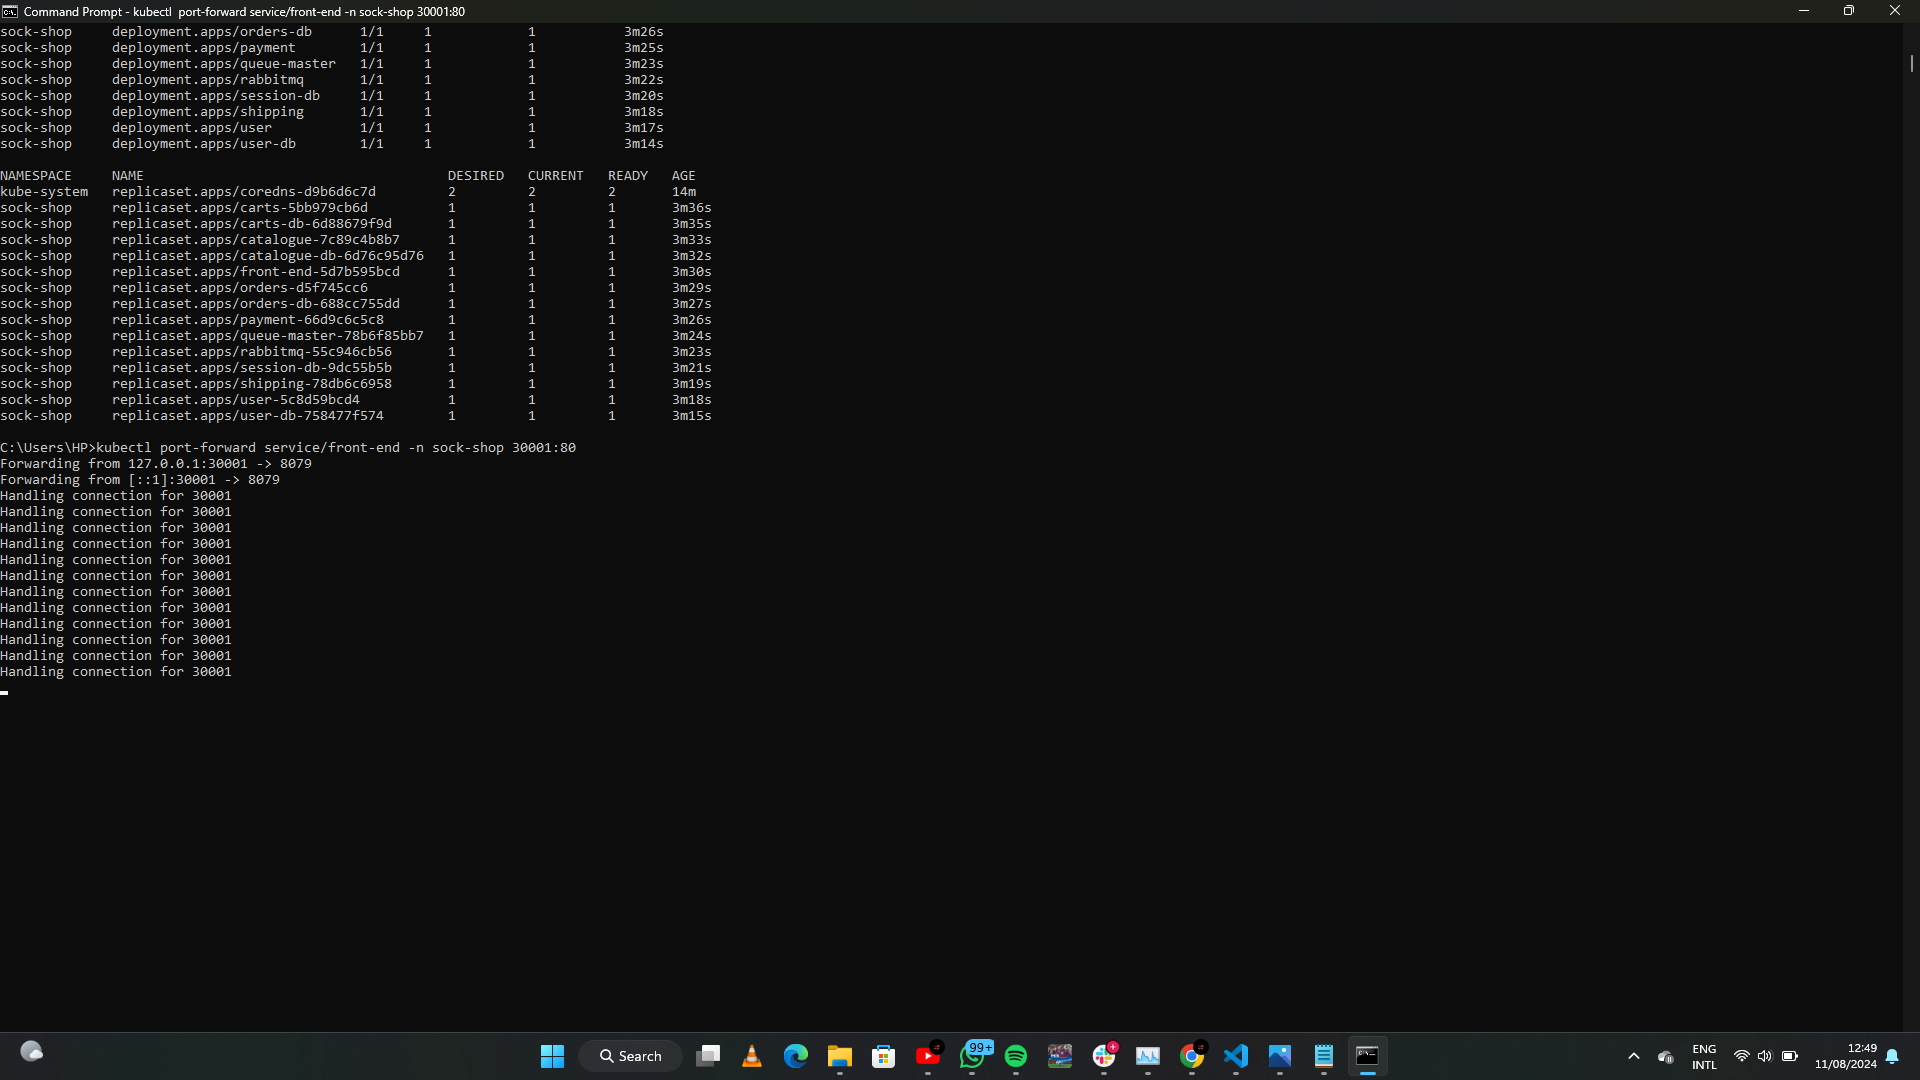 Command Prompt - kubectl  port-forward service/front-end -n sock-shop 30001:80
sock-shop     deployment.apps/orders-db      1/1     1            1           3m26s
sock-shop     deployment.apps/payment        1/1     1            1           3m25s
sock-shop     deployment.apps/queue-master   1/1     1            1           3m23s
sock-shop     deployment.apps/rabbitmq       1/1     1            1           3m22s
sock-shop     deployment.apps/session-db     1/1     1            1           3m20s
sock-shop     deployment.apps/shipping       1/1     1            1           3m18s
sock-shop     deployment.apps/user           1/1     1            1           3m17s
sock-shop     deployment.apps/user-db        1/1     1            1           3m14s
NAMESPACE     NAME                                      DESIRED   CURRENT   READY   AGE
kube-system   replicaset.apps/coredns-d9b6d6c7d         2         2         2       14m
sock-shop     replicaset.apps/carts-5bb979cb6d          1         1         1       3m36s
sock-shop     replicaset.apps/carts-db-6d88679f9d       1         1         1       3m35s
sock-shop     replicaset.apps/catalogue-7c89c4b8b7      1         1         1       3m33s
sock-shop     replicaset.apps/catalogue-db-6d76c95d76   1         1         1       3m32s
sock-shop     replicaset.apps/front-end-5d7b595bcd      1         1         1       3m30s
sock-shop     replicaset.apps/orders-d5f745cc6          1         1         1       3m29s
sock-shop     replicaset.apps/orders-db-688cc755dd      1         1         1       3m27s
sock-shop     replicaset.apps/payment-66d9c6c5c8        1         1         1       3m26s
sock-shop     replicaset.apps/queue-master-78b6f85bb7   1         1         1       3m24s
sock-shop     replicaset.apps/rabbitmq-55c946cb56       1         1         1       3m23s
sock-shop     replicaset.apps/session-db-9dc55b5b       1         1         1       3m21s
sock-shop     replicaset.apps/shipping-78db6c6958       1         1         1       3m19s
sock-shop     replicaset.apps/user-5c8d59bcd4           1         1         1       3m18s
sock-shop     replicaset.apps/user-db-758477f574        1         1         1       3m15s
C:\Users\HP>kubectl port-forward service/front-end -n sock-shop 30001:80
Forwarding from 127.0.0.1:30001 -> 8079
Forwarding from [::1]:30001 -> 8079
Handling connection for 30001
Handling connection for 30001
Handling connection for 30001
Handling connection for 30001
Handling connection for 30001
Handling connection for 30001
Handling connection for 30001
Handling connection for 30001
Handling connection for 30001
Handling connection for 30001
Handling connection for 30001
Handling connection for 30001
Search
99+
ENG
INTL
12:49
11/08/2024